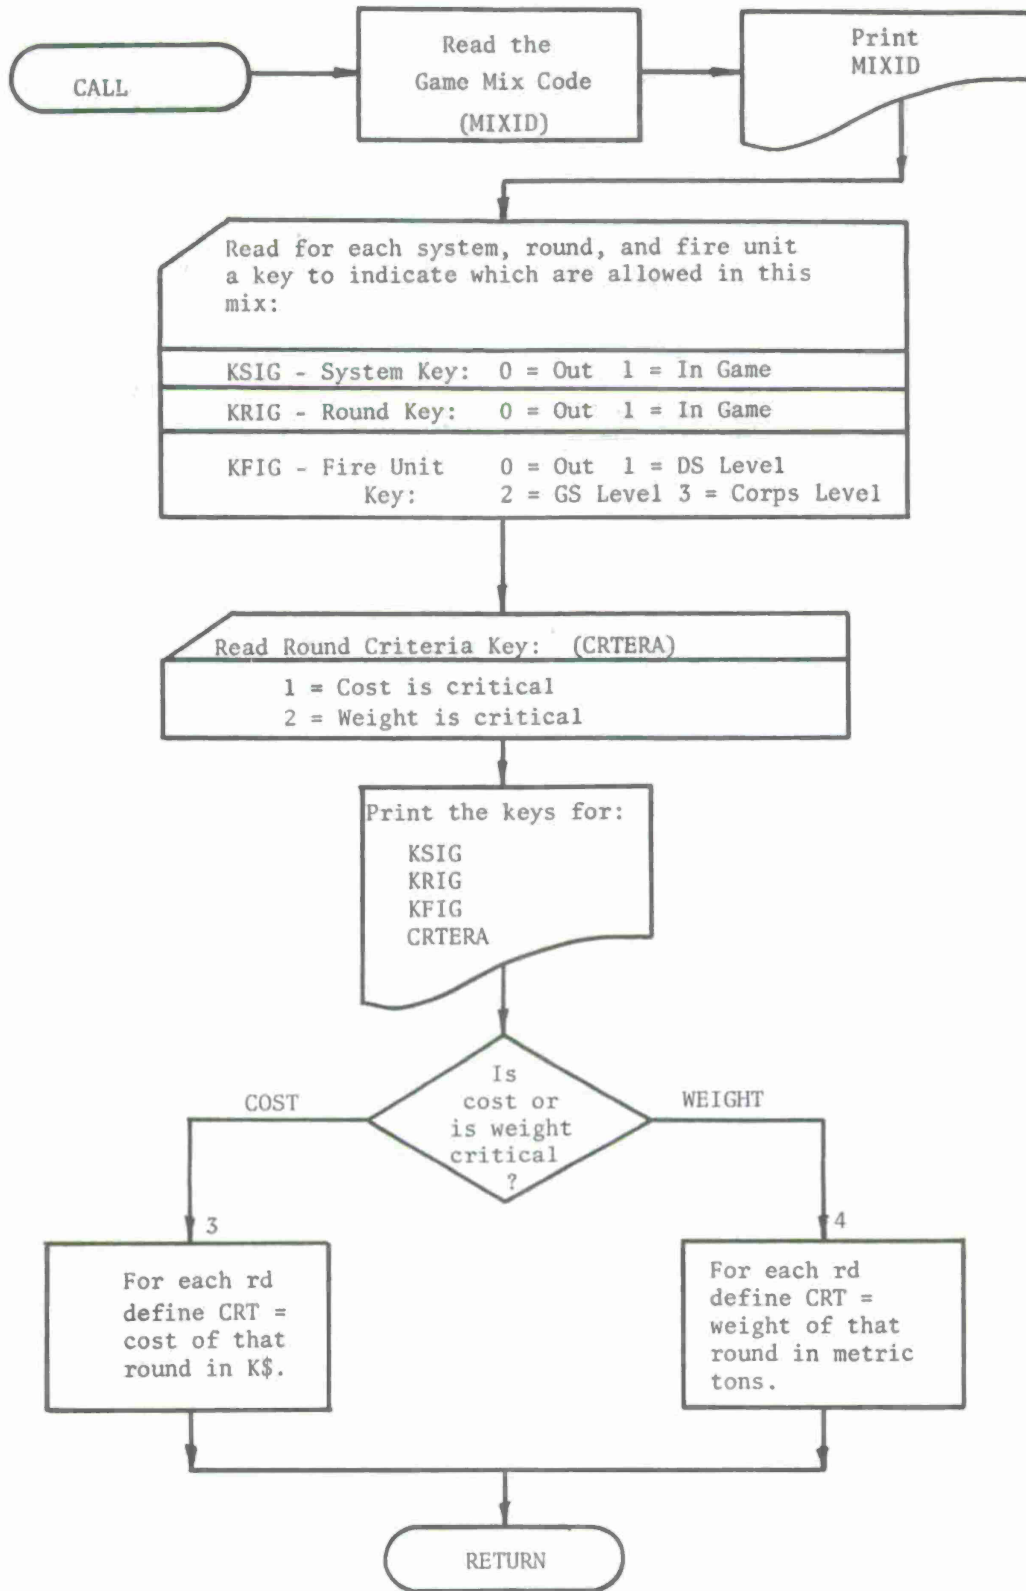 CALL
Read the
Game Mix Code
(MIXID)
Print
MIXID
Read for each system, round, and fire unit
a key to indicate which are allowed in this
mix:
KSIG - System Key: 0 = Out 1 = In Game
KRIG - Round Key: 0 = Out 1 = In Game
KFIG - Fire Unit 0 = Out 1 = DS Level
Key: 2 = GS Level 3 = Corps Level
Read Round Criteria Key: (CRTERA)
1 = Cost is critical
2 = Weight is critical
Print the keys for:
KSIG
KRIG
KFIG
CRTERA
Is
cost or
is weight
critical
?
COST
WEIGHT
3
For each rd
define CRT =
cost of that
round in K$.
4
For each rd
define CRT =
weight of that
round in metric
tons.
RETURN